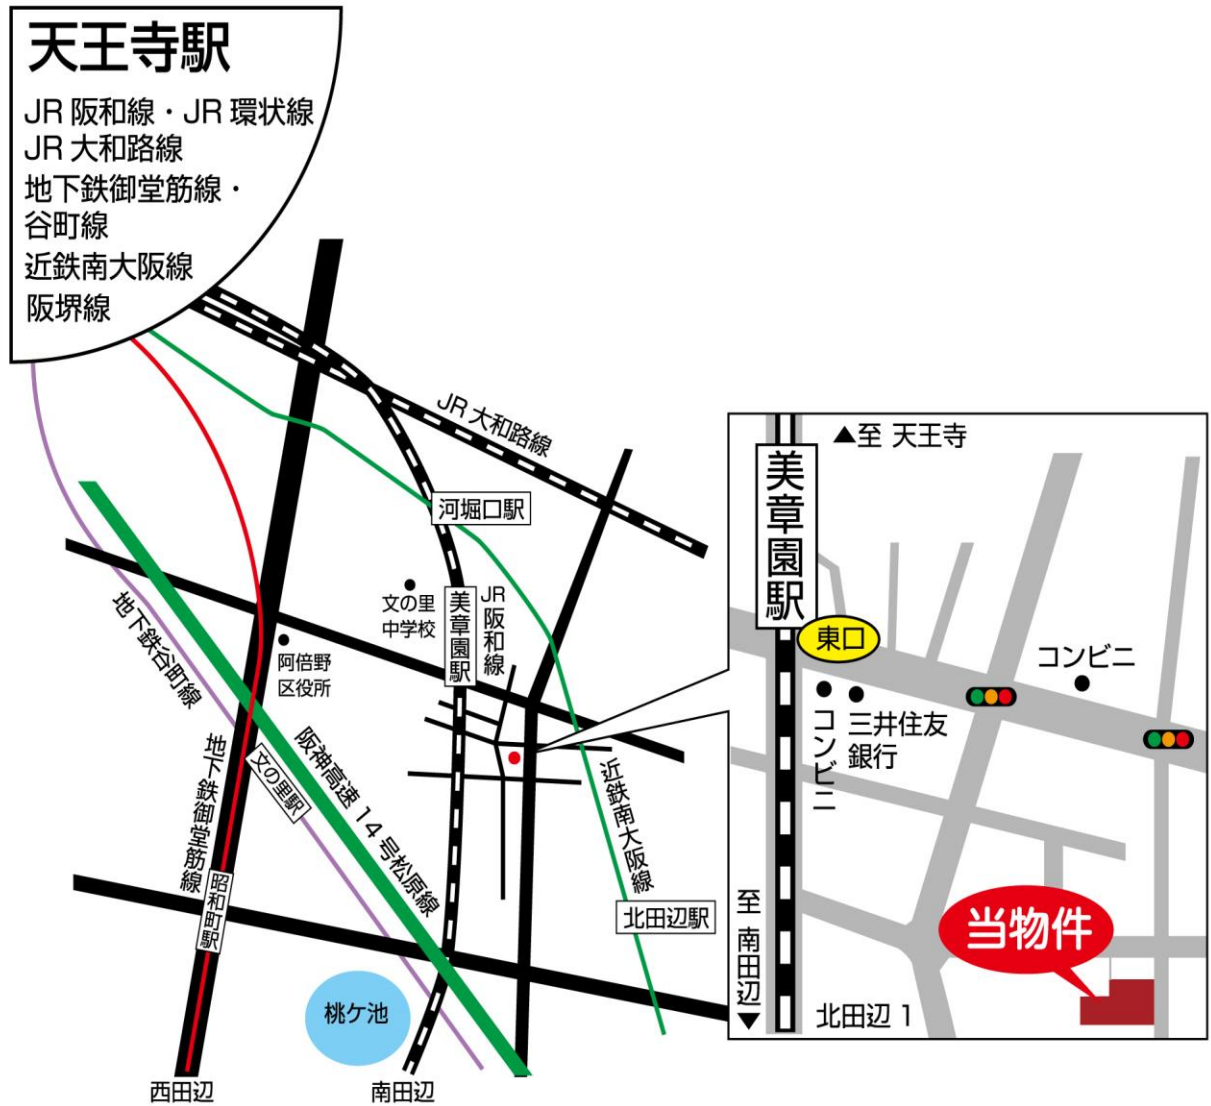 天王寺駅
JR 阪和線・JR 環状線
JR 大和路線
地下鉄御堂筋線・
谷町線
近鉄南大阪線
阪堺線
JR 大和路線
河堀口駅
文の里
中学校
美章園駅
JR 阪和線
阿倍野
区役所
地下鉄谷町線
文の里駅
阪神高速 14 号松原線
地下鉄御堂筋線
昭和町駅
近鉄南大阪線
北田辺駅
桃ケ池
西田辺
南田辺
▲至 天王寺
美章園駅
東口
コンビニ
三井住友
銀行
コンビニ
当物件
至 南田辺▼
北田辺 1